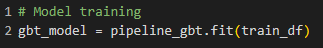 1 # Model training
2 gbt_model = pipeline_gbt.fit(train_df)